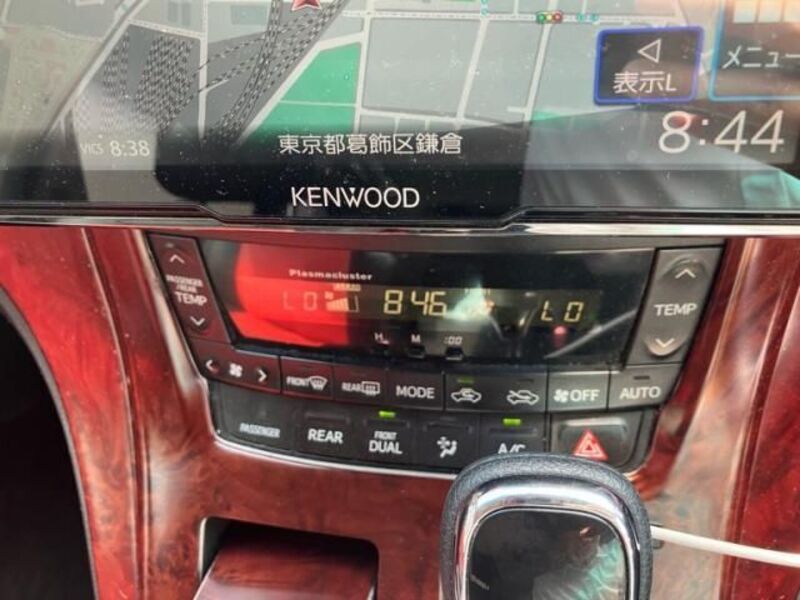 表示L
メニュー
8:44
VICS 8:38
東京都葛飾区鎌倉
KENWOOD
Plasmacluster
PASSENGER
/REAR
TEMP
LO 8:46 LO
TEMP
H M :00
FRONT REAR MODE OFF AUTO
PASSENGER REAR FRONT DUAL A/C